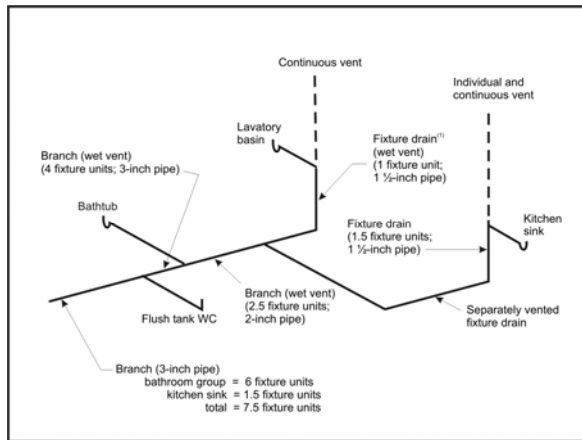 Continuous vent
Individual and
continuous vent
Lavatory
basin
Fixture drain(1)
(wet vent)
(1 fixture unit;
1 ½-inch pipe)
Branch (wet vent)
(4 fixture units; 3-inch pipe)
Bathtub
Fixture drain
(1.5 fixture units;
1 ½-inch pipe)
Kitchen
sink
Flush tank WC
Branch (wet vent)
(2.5 fixture units;
2-inch pipe)
Separately vented
fixture drain
Branch (3-inch pipe)
bathroom group = 6 fixture units
kitchen sink = 1.5 fixture units
total = 7.5 fixture units